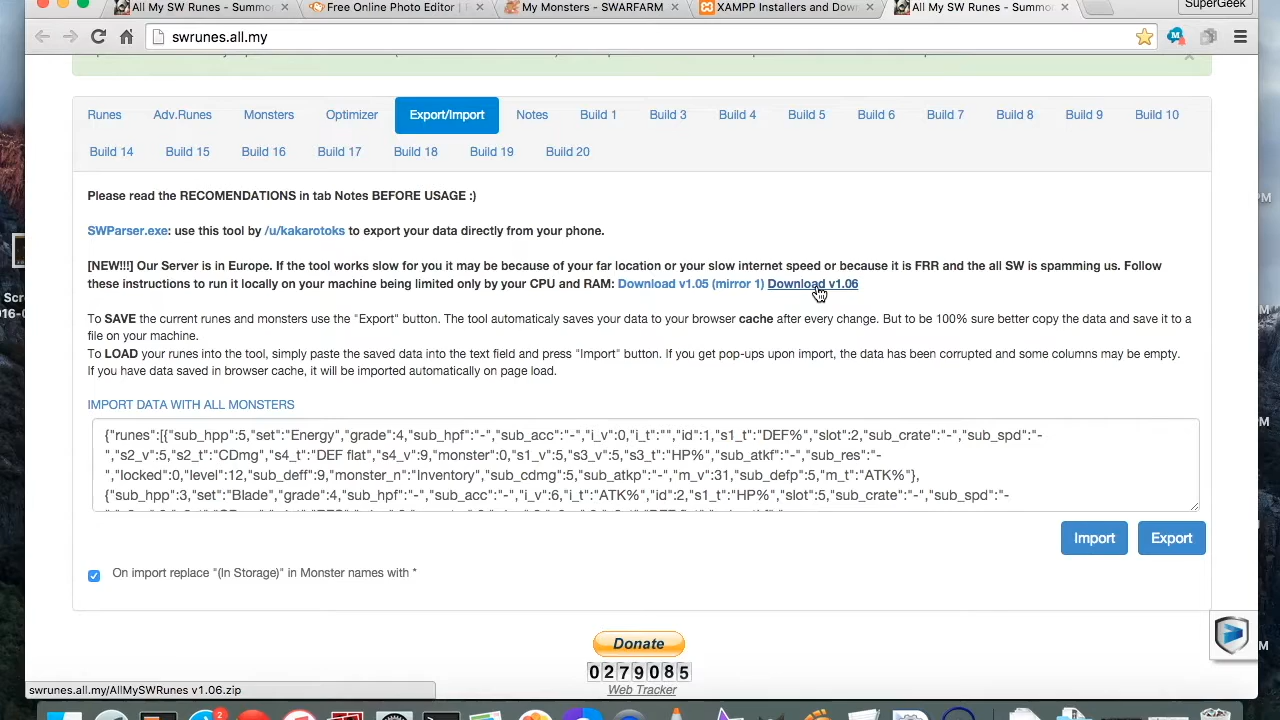 All My SW Runes - Summon
Free Online Photo Editor | F
My Monsters - SWARFARM
XAMPP Installers and Down
All My SW Runes - Summon
SuperGeek
swrunes.all.my
Runes Adv.Runes Monsters Optimizer Export/Import Notes Build 1 Build 3 Build 4 Build 5 Build 6 Build 7 Build 8 Build 9 Build 10
Build 14 Build 15 Build 16 Build 17 Build 18 Build 19 Build 20
Please read the RECOMENDATIONS in tab Notes BEFORE USAGE :)
SWParser.exe: use this tool by /u/kakarotoks to export your data directly from your phone.
[NEW!!!] Our Server is in Europe. If the tool works slow for you it may be because of your far location or your slow internet speed or because it is FRR and the all SW is spamming us. Follow
these instructions to run it locally on your machine being limited only by your CPU and RAM: Download v1.05 (mirror 1) Download v1.06
To SAVE the current runes and monsters use the "Export" button. The tool automaticaly saves your data to your browser cache after every change. But to be 100% sure better copy the data and save it to a
file on your machine.
To LOAD your runes into the tool, simply paste the saved data into the text field and press "Import" button. If you get pop-ups upon import, the data has been corrupted and some columns may be empty.
If you have data saved in browser cache, it will be imported automatically on page load.
IMPORT DATA WITH ALL MONSTERS
{"runes":[{"sub_hpp":5,"set":"Energy","grade":4,"sub_hpf":"-","sub_acc":"-","i_v":0,"i_t":"","id":1,"s1_t":"DEF%","slot":2,"sub_crate":"-","sub_spd":"-
","s2_v":5,"s2_t":"CDmg","s4_t":"DEF flat","s4_v":9,"monster":0,"s1_v":5,"s3_v":5,"s3_t":"HP%","sub_atkf":"-","sub_res":"-
","locked":0,"level":12,"sub_deff":9,"monster_n":"Inventory","sub_cdmg":5,"sub_atkp":"-","m_v":31,"sub_defp":5,"m_t":"ATK%"},
{"sub_hpp":3,"set":"Blade","grade":4,"sub_hpf":"-","sub_acc":"-","i_v":6,"i_t":"ATK%","id":2,"s1_t":"HP%","slot":5,"sub_crate":"-","sub_spd":"-
Import Export
On import replace "(In Storage)" in Monster names with *
Donate
0279085
Web Tracker
swrunes.all.my/AllMySWRunes v1.06.zip
Scre
016-0
PM
PM
PM
PM
2